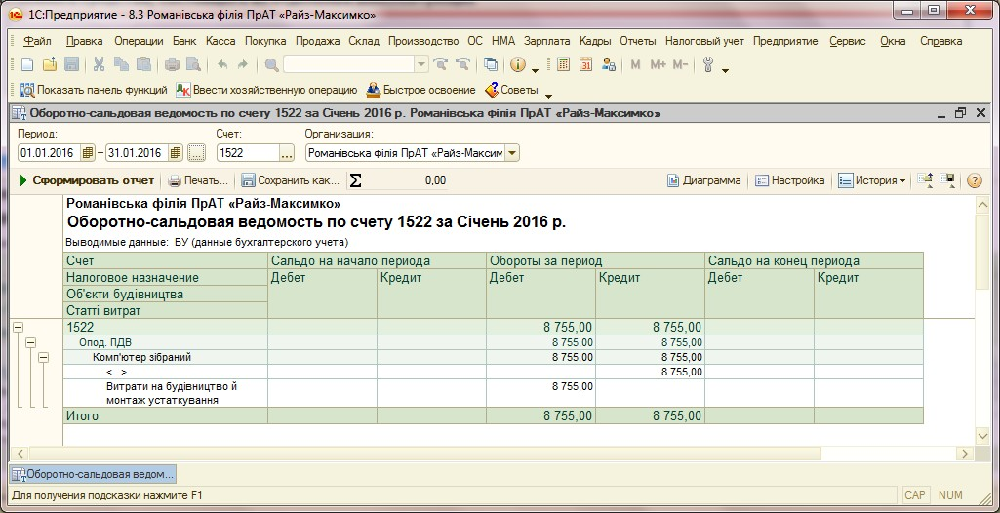 1С:Предприятие - 8.3 Романівська філія ПрАТ «Райз-Максимко»
Файл Правка Операции Банк Касса Покупка Продажа Склад Производство ОС НМА Зарплата Кадры Отчеты Налоговый учет Предприятие Сервис Окна Справка
M M+ M-
Показать панель функций Ввести хозяйственную операцию Быстрое освоение Советы
Оборотно-сальдовая ведомость по счету 1522 за Січень 2016 р. Романівська філія ПрАТ «Райз-Максимко»
Период: Счет: Организация:
01.01.2016 – 31.01.2016 ... 1522 ... Романівська філія ПрАТ «Райз-Максим
Сформировать отчет Печать... Сохранить как... Σ 0,00 Диаграмма Настройка История
Романівська філія ПрАТ «Райз-Максимко»
Оборотно-сальдовая ведомость по счету 1522 за Січень 2016 р.
Выводимые данные: БУ (данные бухгалтерского учета)
Счет Сальдо на начало периода Обороты за период Сальдо на конец периода
Налоговое назначение Дебет Кредит Дебет Кредит Дебет Кредит
Об'єкти будівництва
Статті витрат
1522 8 755,00 8 755,00
Опод. ПДВ 8 755,00 8 755,00
Комп'ютер зібраний 8 755,00 8 755,00
<...> 8 755,00
Витрати на будівництво й 8 755,00
монтаж устаткування
Итого 8 755,00 8 755,00
Оборотно-сальдовая ведом...
Для получения подсказки нажмите F1 CAP NUM